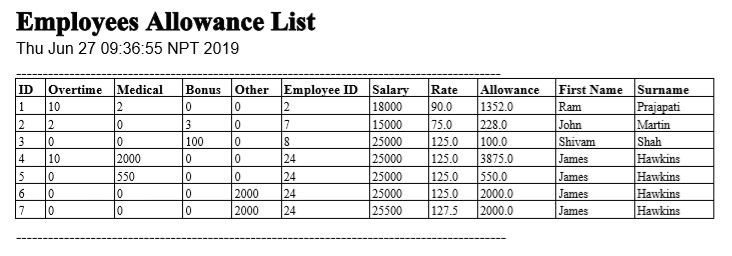 Employees Allowance List
Thu Jun 27 09:36:55 NPT 2019
ID Overtime Medical Bonus Other Employee ID Salary Rate Allowance First Name Surname
1 10 2 0 0 2 18000 90.0 1352.0 Ram Prajapati
2 2 0 3 0 7 15000 75.0 228.0 John Martin
3 0 0 100 0 8 25000 125.0 100.0 Shivam Shah
4 10 2000 0 0 24 25000 125.0 3875.0 James Hawkins
5 0 550 0 0 24 25000 125.0 550.0 James Hawkins
6 0 0 0 2000 24 25000 125.0 2000.0 James Hawkins
7 0 0 0 2000 24 25500 127.5 2000.0 James Hawkins